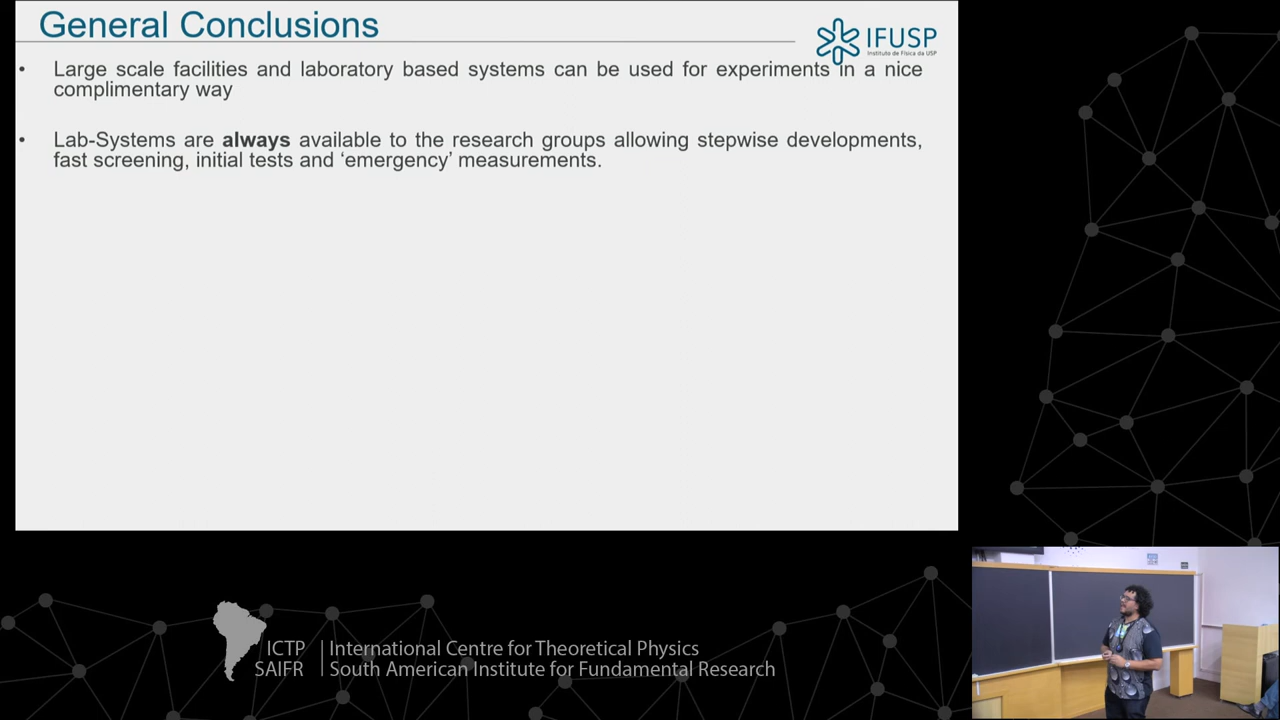 General Conclusions
IFUSP
Instituto de Física da USP
• Large scale facilities and laboratory based systems can be used for experiments in a nice
complimentary way
• Lab-Systems are always available to the research groups allowing stepwise developments,
fast screening, initial tests and ‘emergency’ measurements.
ICTP
SAIFR
International Centre for Theoretical Physics
South American Institute for Fundamental Research